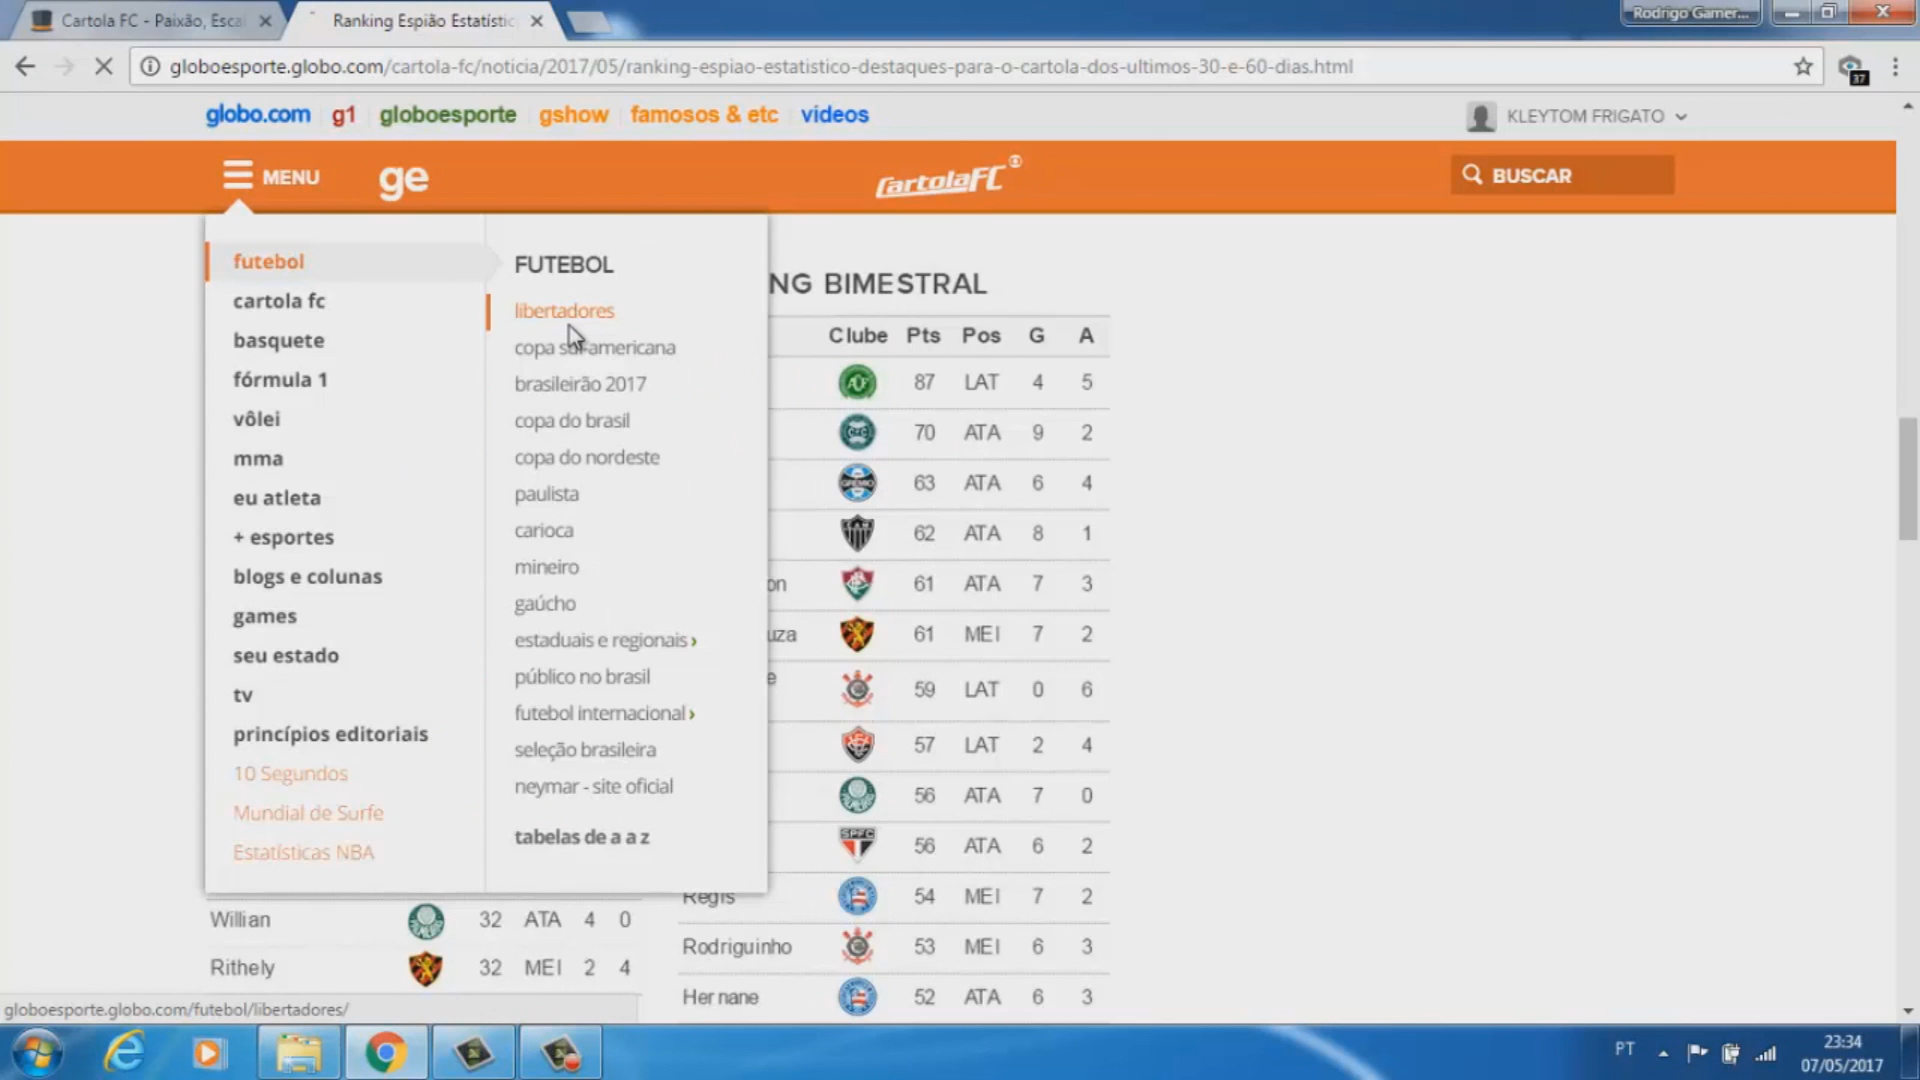 Cartola FC - Paixão, Esca
Ranking Espião Estatístic
Rodrigo Gamer...
globoesporte.globo.com/cartola-fc/noticia/2017/05/ranking-espiao-estatistico-destaques-para-o-cartola-dos-ultimos-30-e-60-dias.html
37
globo.com g1 globoesporte gshow famosos & etc vídeos
KLEYTOM FRIGATO
MENU ge CartolaFC BUSCAR
futebol
cartola fc
basquete
fórmula 1
vôlei
mma
eu atleta
+ esportes
blogs e colunas
games
seu estado
tv
princípios editoriais
10 Segundos
Mundial de Surfe
Estatísticas NBA
FUTEBOL
libertadores
copa sul-americana
brasileirão 2017
copa do brasil
copa do nordeste
paulista
carioca
mineiro
gaúcho
estaduais e regionais ›
público no brasil
futebol internacional ›
seleção brasileira
neymar - site oficial
tabelas de a a z
NG BIMESTRAL
Clube Pts Pos G A
87 LAT 4 5
70 ATA 9 2
GRÊMIO 63 ATA 6 4
62 ATA 8 1
on 61 ATA 7 3
uza 61 MEI 7 2
e 59 LAT 0 6
57 LAT 2 4
56 ATA 7 0
SPFC 56 ATA 6 2
Regis 54 MEI 7 2
Rodriguinho 53 MEI 6 3
Hernane 52 ATA 6 3
Willian 32 ATA 4 0
Rithely 32 MEI 2 4
globoesporte.globo.com/futebol/libertadores/
PT
23:34
07/05/2017